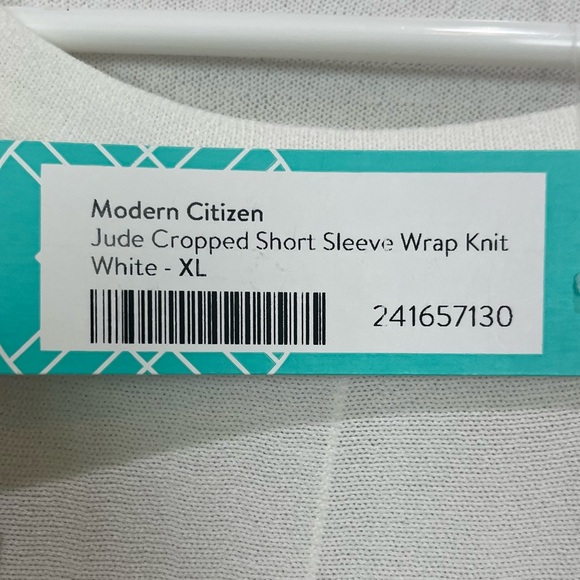 Modern Citizen
Jude Cropped Short Sleeve Wrap Knit
White - XL
241657130